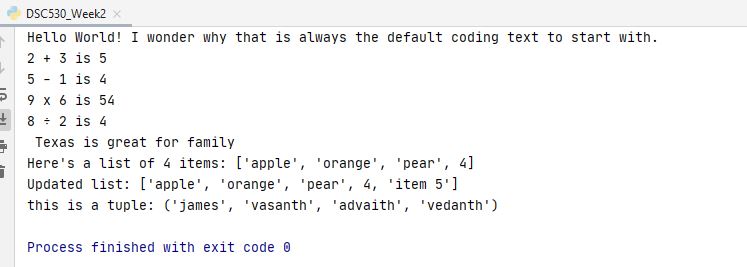 DSC530_Week2 ×
Hello World! I wonder why that is always the default coding text to start with.
2 + 3 is 5
5 - 1 is 4
9 x 6 is 54
8 ÷ 2 is 4
 Texas is great for family
Here's a list of 4 items: ['apple', 'orange', 'pear', 4]
Updated list: ['apple', 'orange', 'pear', 4, 'item 5']
this is a tuple: ('james', 'vasanth', 'advaith', 'vedanth')
Process finished with exit code 0